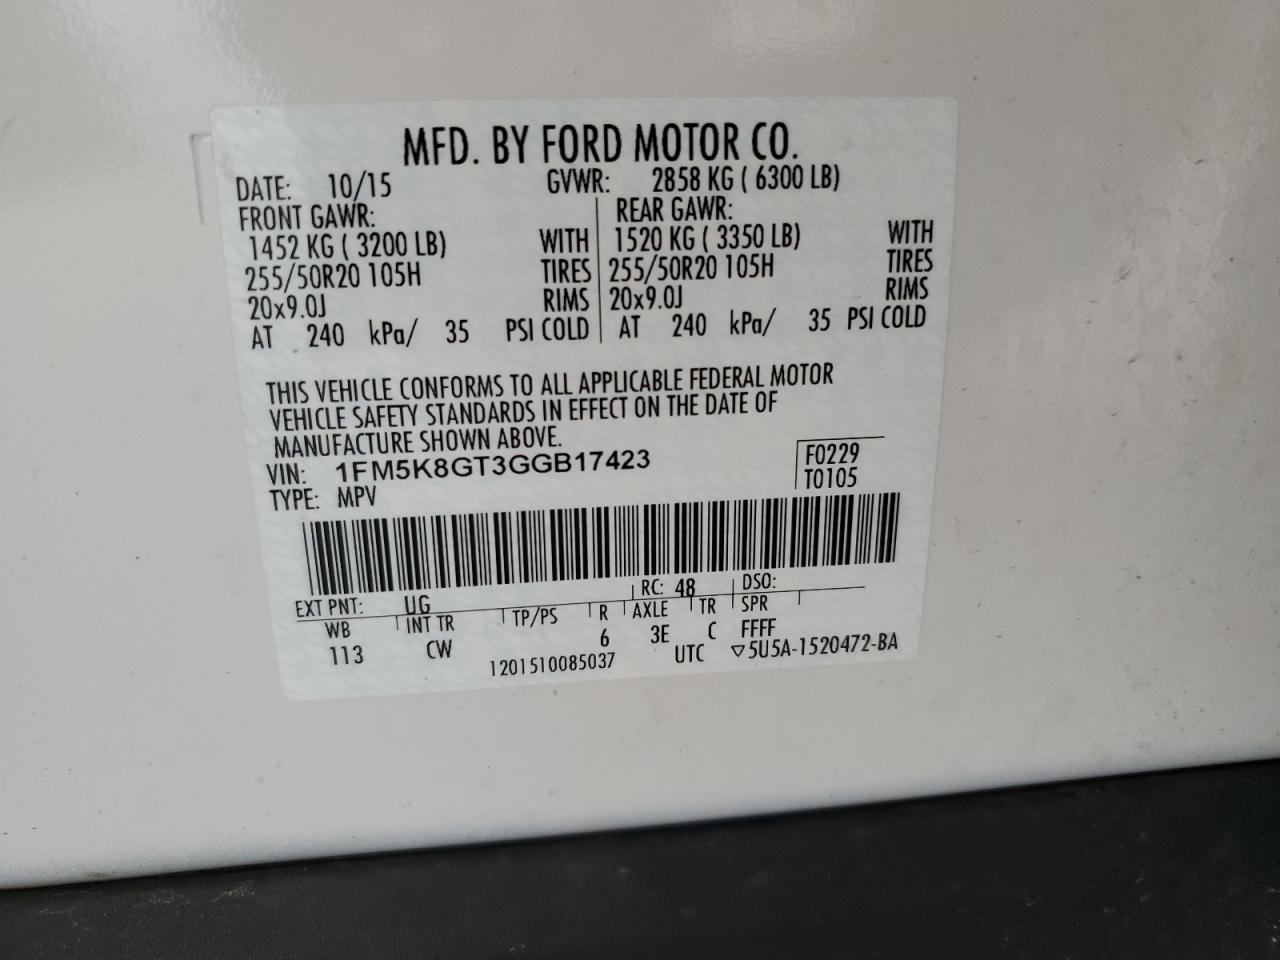 MFD. BY FORD MOTOR CO.
DATE: 10/15 GVWR: 2858 KG ( 6300 LB)
FRONT GAWR: REAR GAWR:
1452 KG ( 3200 LB) WITH 1520 KG ( 3350 LB) WITH
255/50R20 105H TIRES 255/50R20 105H TIRES
20x9.0J RIMS 20x9.0J RIMS
AT 240 kPa/ 35 PSI COLD AT 240 kPa/ 35 PSI COLD
THIS VEHICLE CONFORMS TO ALL APPLICABLE FEDERAL MOTOR
VEHICLE SAFETY STANDARDS IN EFFECT ON THE DATE OF
MANUFACTURE SHOWN ABOVE.
VIN: 1FM5K8GT3GGB17423 F0229
TYPE: MPV T0105
EXT PNT: UG RC: 48 DSO:
WB INT TR TP/PS R AXLE TR SPR
113 CW 6 3E C FFFF
1201510085037 UTC ▽5U5A-1520472-BA